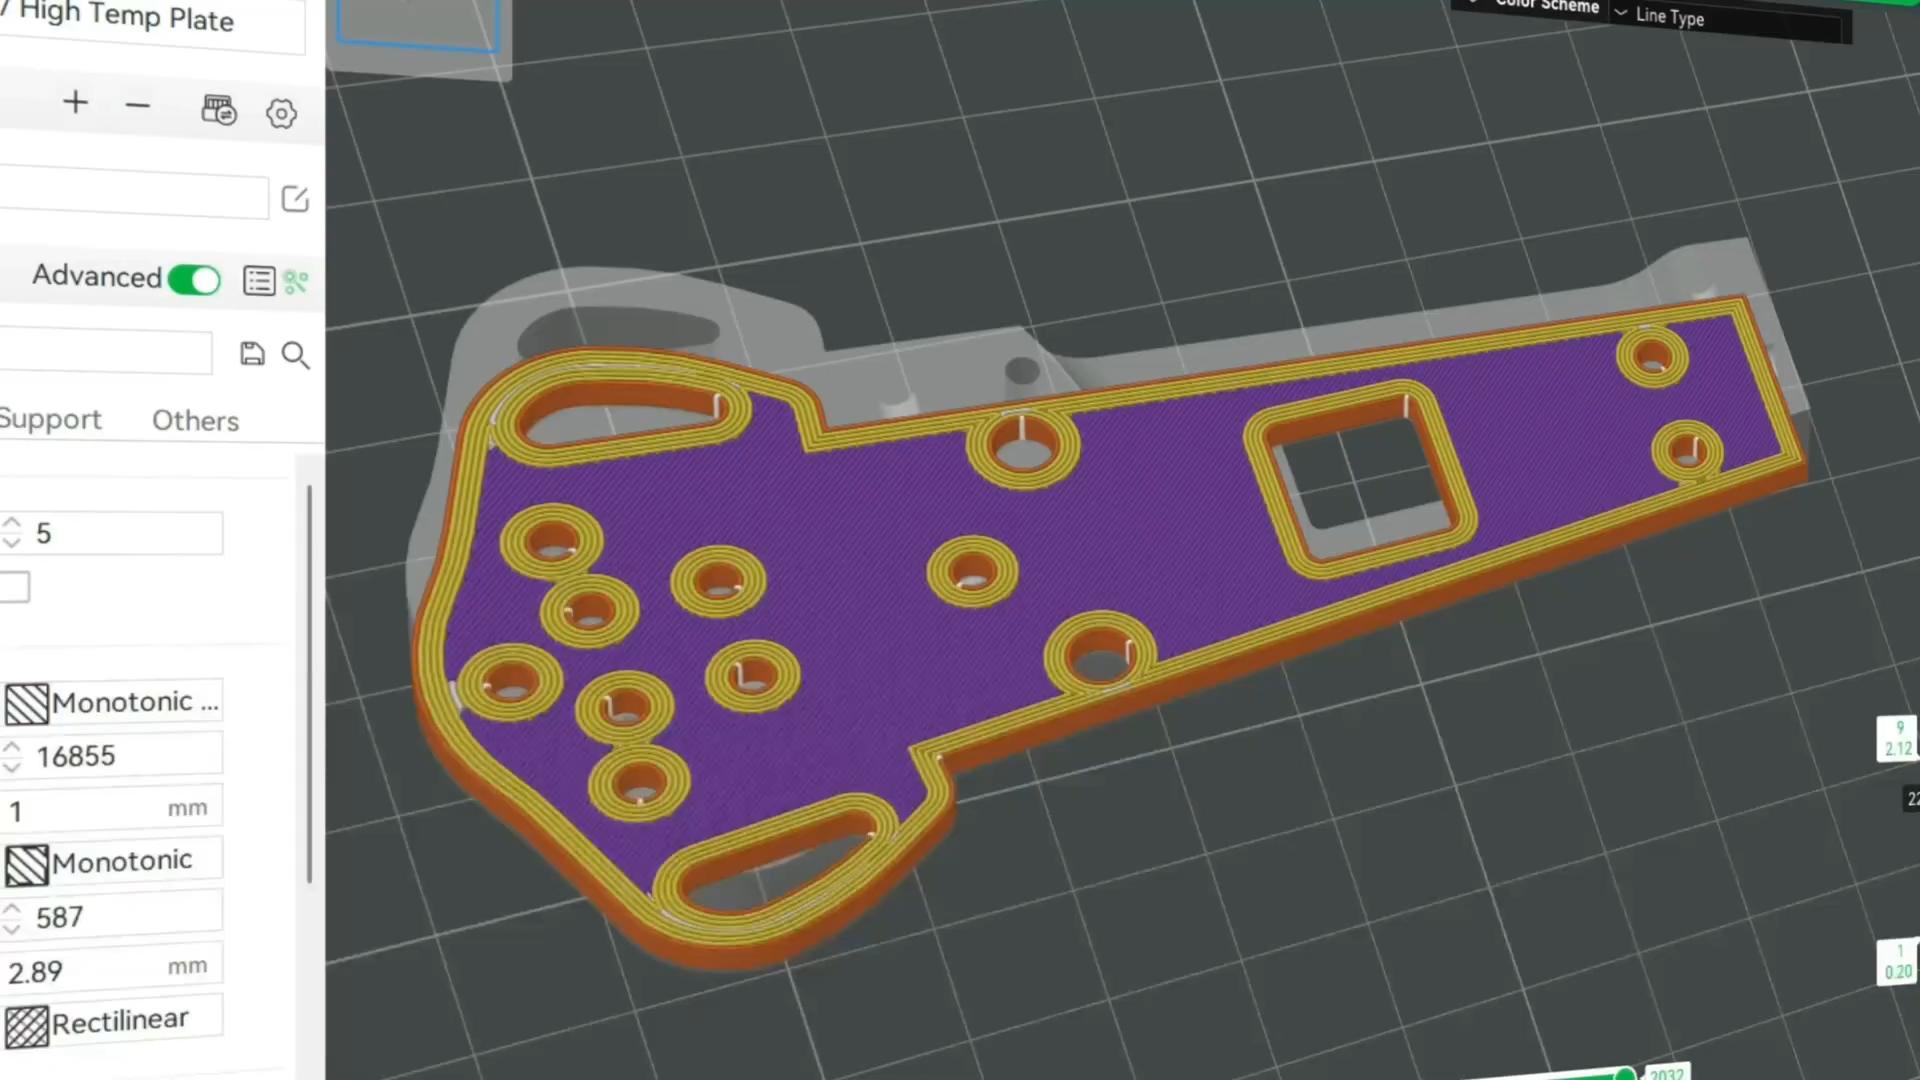 / High Temp Plate
Color Scheme
Line Type
Advanced
Support
Others
5
Monotonic ...
16855
1 mm
Monotonic
587
2.89 mm
Rectilinear
9
2.12
22
1
0.20
2032